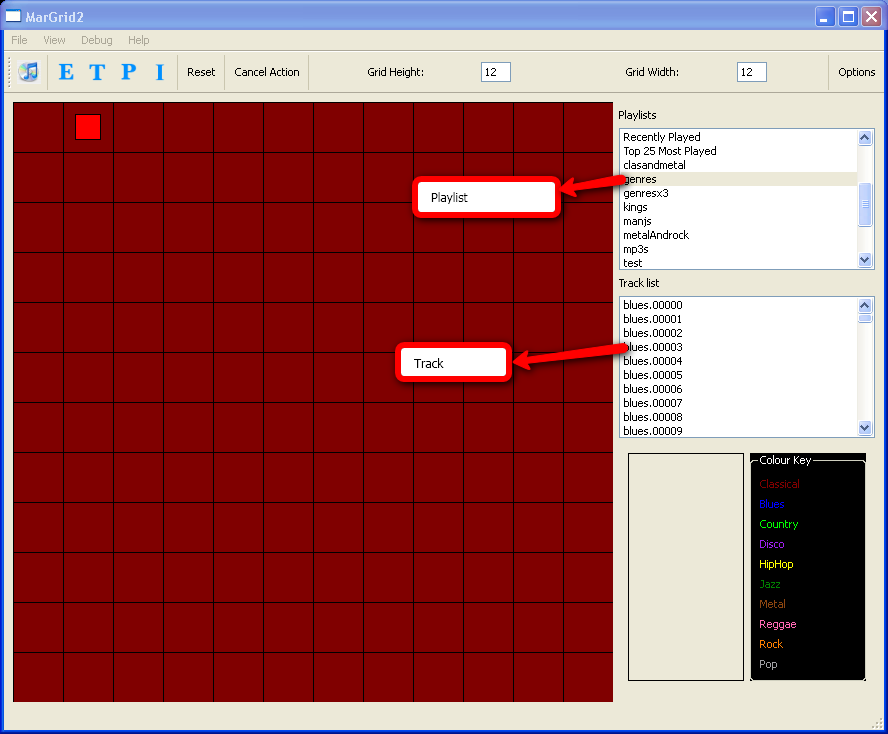 MarGrid2
File View Debug Help
E T P I Reset Cancel Action Grid Height: 12 Grid Width: 12 Options
Playlists
Recently Played
Top 25 Most Played
clasandmetal
genres
genresx3
kings
manjs
metalAndrock
mp3s
test
Playlist
Track list
blues.00000
blues.00001
blues.00002
blues.00003
blues.00004
blues.00005
blues.00006
blues.00007
blues.00008
blues.00009
Track
Colour Key
Classical
Blues
Country
Disco
HipHop
Jazz
Metal
Reggae
Rock
Pop